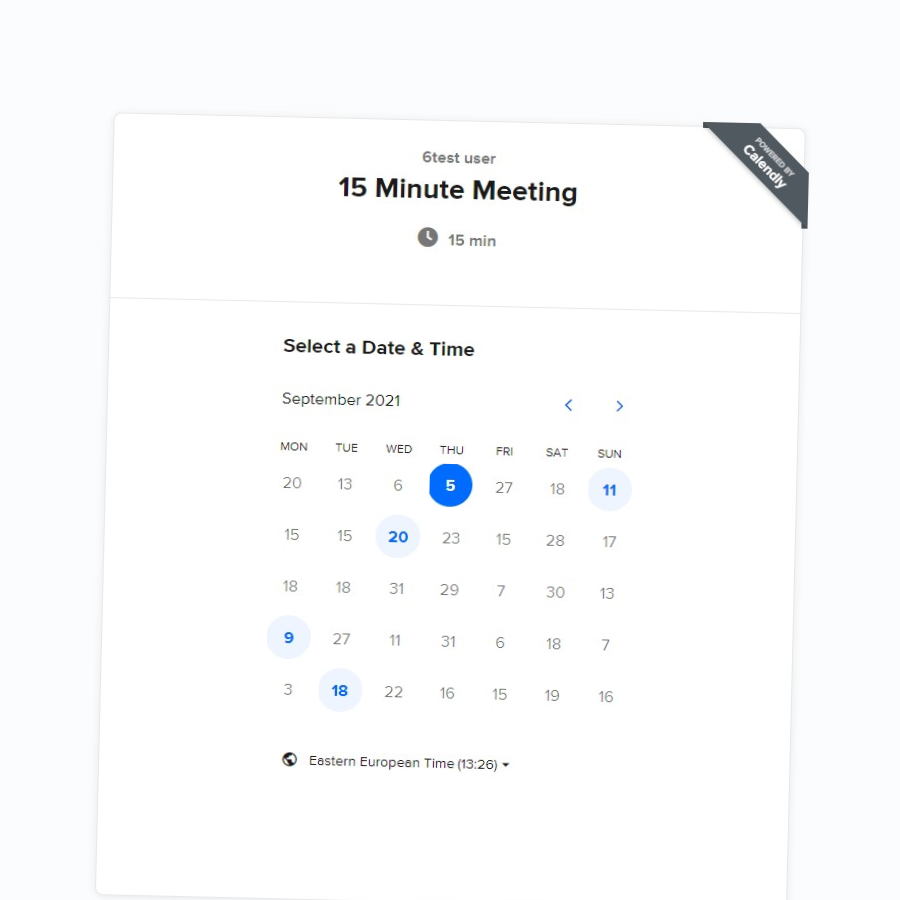 POWERED BY
Calendly
6test user
15 Minute Meeting
15 min
Select a Date & Time
September 2021
MON TUE WED THU FRI SAT SUN
20 13 6 5 27 18 11
15 15 20 23 15 28 17
18 18 31 29 7 30 13
9 27 11 31 6 18 7
3 18 22 16 15 19 16
Eastern European Time (13:26)